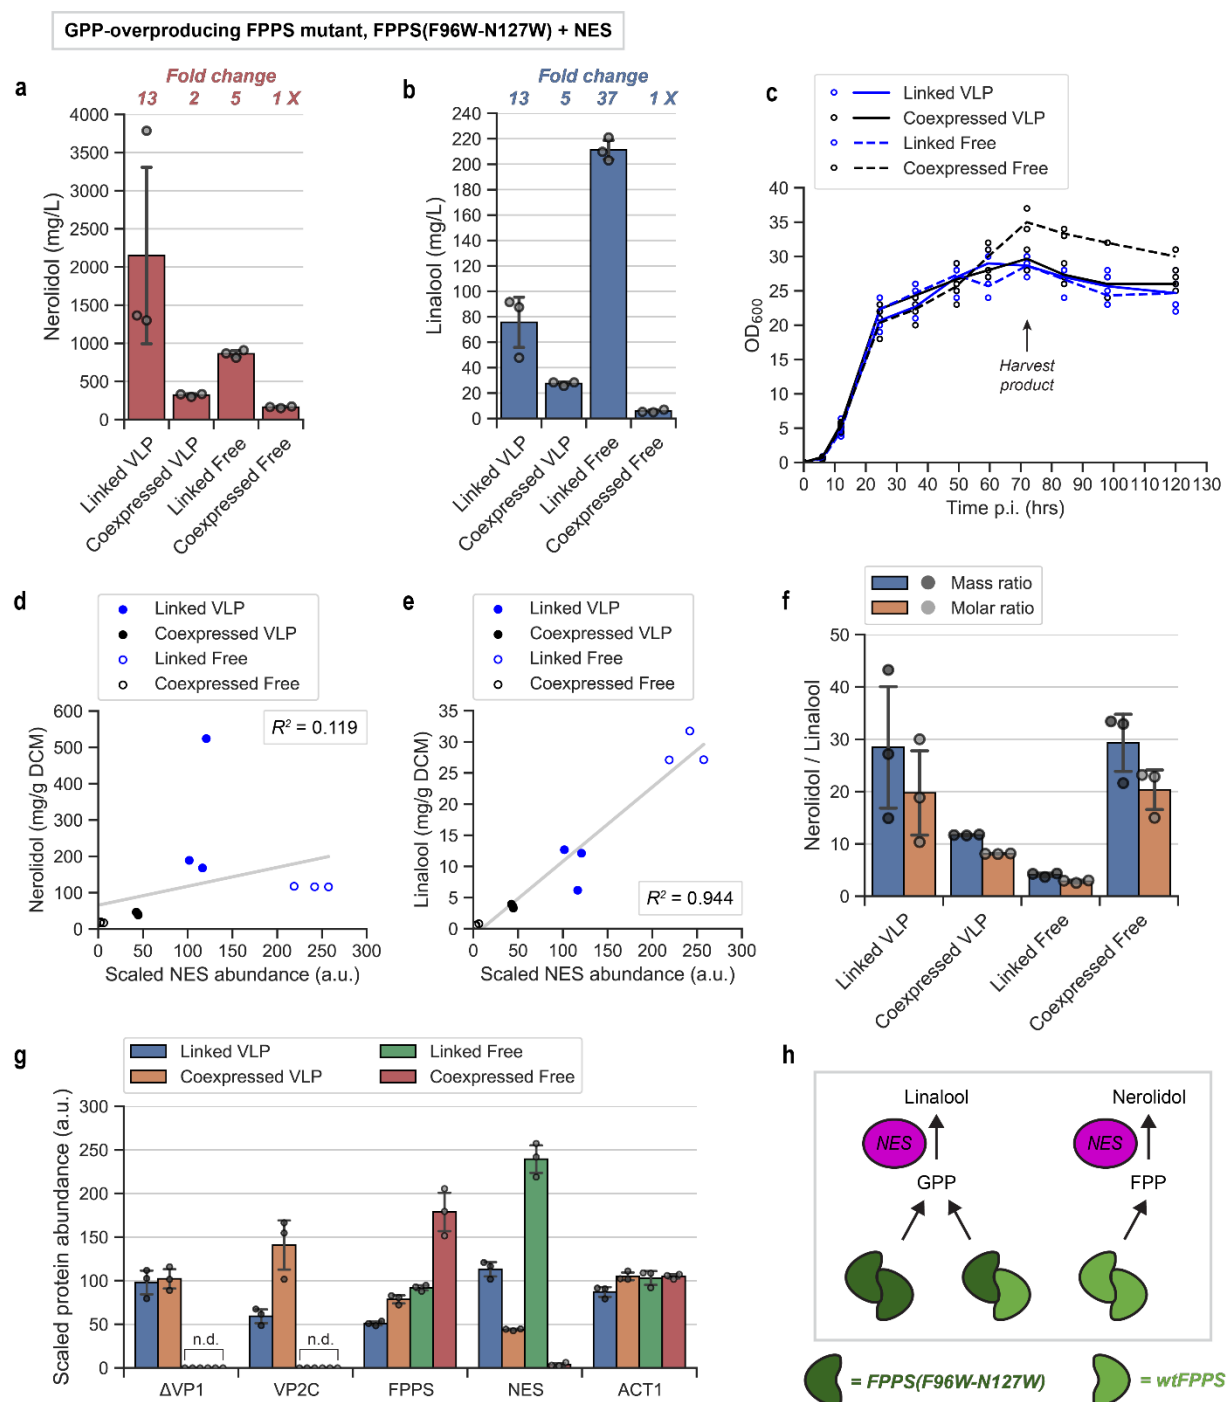 GPP-overproducing FPPS mutant, FPPS(F96W-N127W) + NES
a
Fold change
13 2 5 1 X
Nerolidol (mg/L)
4000
3500
3000
2500
2000
1500
1000
500
0
Linked VLP
Coexpressed VLP
Linked Free
Coexpressed Free
b
Fold change
13 5 37 1 X
Linalool (mg/L)
240
220
200
180
160
140
120
100
80
60
40
20
0
Linked VLP
Coexpressed VLP
Linked Free
Coexpressed Free
c
Linked VLP
Coexpressed VLP
Linked Free
Coexpressed Free
OD600
40
35
30
25
20
15
10
5
0
Harvest
product
0 10 20 30 40 50 60 70 80 90 100 110 120 130
Time p.i. (hrs)
d
Linked VLP
Coexpressed VLP
Linked Free
Coexpressed Free
R² = 0.119
Nerolidol (mg/g DCM)
600
500
400
300
200
100
0
0 50 100 150 200 250 300
Scaled NES abundance (a.u.)
e
Linked VLP
Coexpressed VLP
Linked Free
Coexpressed Free
Linalool (mg/g DCM)
35
30
25
20
15
10
5
0
R² = 0.944
0 50 100 150 200 250 300
Scaled NES abundance (a.u.)
f
Mass ratio
Molar ratio
Nerolidol / Linalool
50
40
30
20
10
0
Linked VLP
Coexpressed VLP
Linked Free
Coexpressed Free
g
Linked VLP
Coexpressed VLP
Linked Free
Coexpressed Free
Scaled protein abundance (a.u.)
300
250
200
150
100
50
0
n.d.
n.d.
ΔVP1 VP2C FPPS NES ACT1
h
Linalool
Nerolidol
NES
NES
GPP
FPP
= FPPS(F96W-N127W)
= wtFPPS